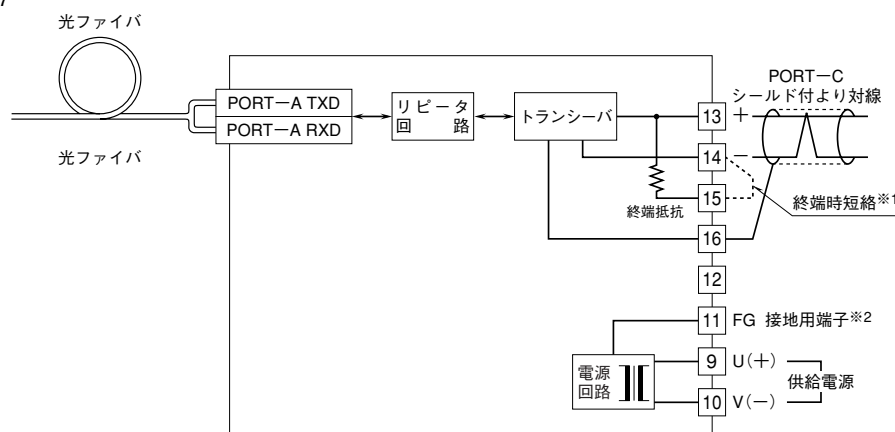 光ファイバ
光ファイバ
PORT－A TXD
PORT－A RXD
リピータ
回　路
トランシーバ
終端抵抗
PORT－C
シールド付より対線
13 ＋
14 －
15
終端時短絡※1
16
12
11 FG 接地用端子※2
電源
回路
9 U(＋)
供給電源
10 V(－)